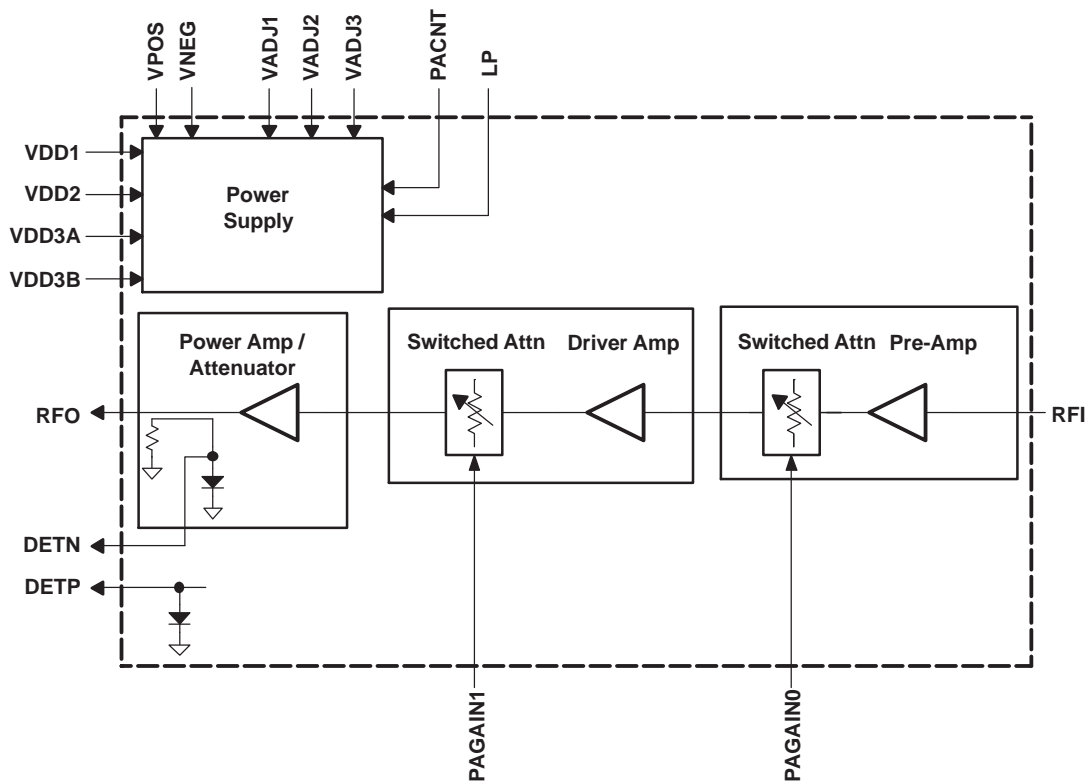 VPOS
VNEG
VADJ1
VADJ2
VADJ3
PACNT
LP
VDD1
VDD2
VDD3A
VDD3B
Power
Supply
Power Amp /
Attenuator
Switched Attn
Driver Amp
Switched Attn
Pre-Amp
RFO
RFI
DETN
DETP
PAGAIN1
PAGAIN0